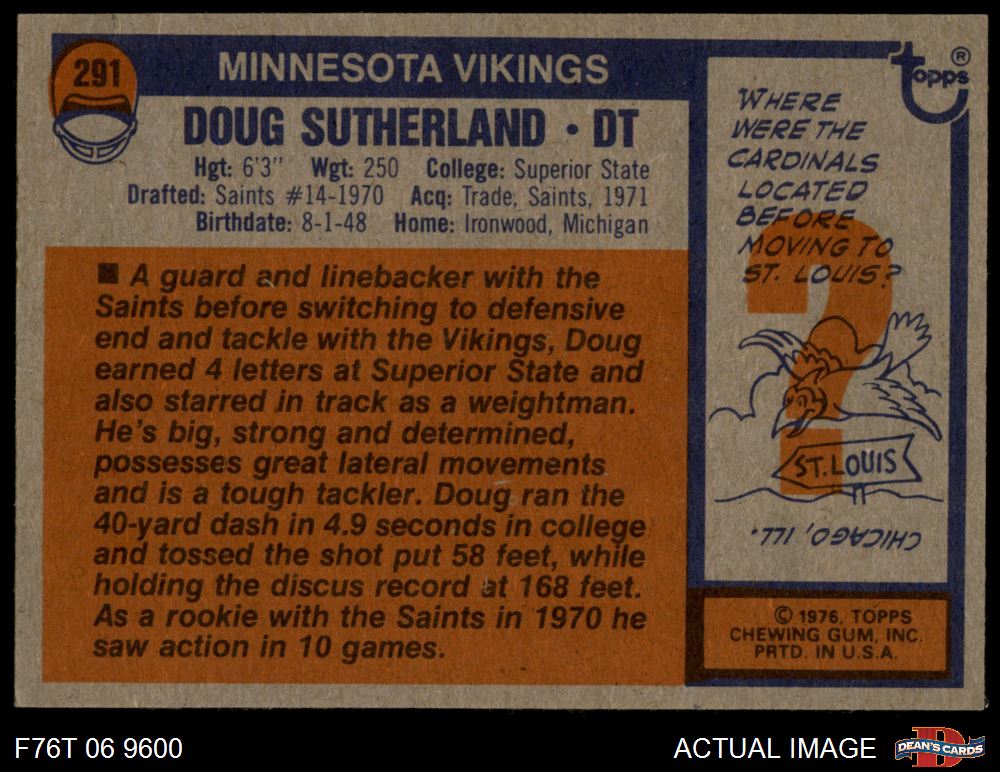 291
MINNESOTA VIKINGS
DOUG SUTHERLAND • DT
Hgt: 6'3" Wgt: 250 College: Superior State
Drafted: Saints #14-1970 Acq: Trade, Saints, 1971
Birthdate: 8-1-48 Home: Ironwood, Michigan
■ A guard and linebacker with the
Saints before switching to defensive
end and tackle with the Vikings, Doug
earned 4 letters at Superior State and
also starred in track as a weightman.
He's big, strong and determined,
possesses great lateral movements
and is a tough tackler. Doug ran the
40-yard dash in 4.9 seconds in college
and tossed the shot put 58 feet, while
holding the discus record at 168 feet.
As a rookie with the Saints in 1970 he
saw action in 10 games.
topps®
WHERE
WERE THE
CARDINALS
LOCATED
BEFORE
MOVING TO
ST. LOUIS?
?
ST. LOUIS
CHICAGO, ILL.
© 1976, TOPPS
CHEWING GUM, INC.
PRTD. IN U.S.A.
F76T 06 9600
ACTUAL IMAGE
D
DEAN'S CARDS